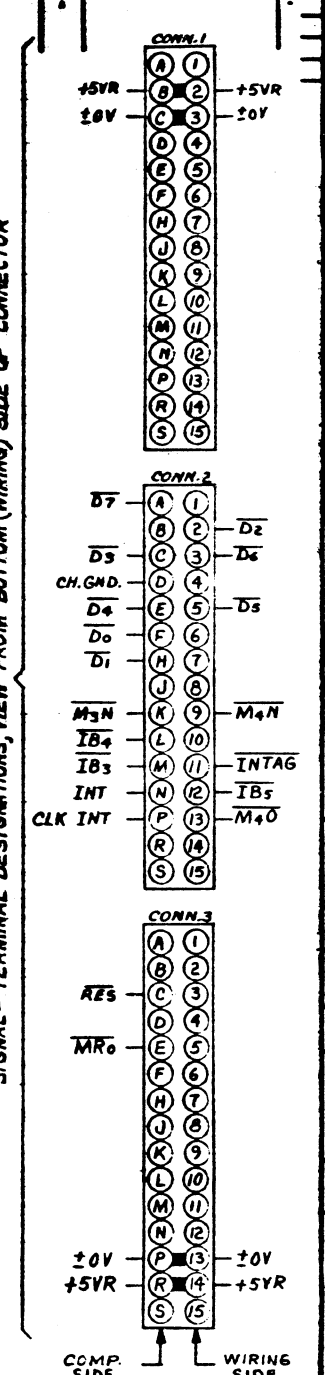 CONN.1
A 1
+5VR B 2 +5VR
±0V C 3 ±0V
D 4
E 5
F 6
H 7
J 8
K 9
L 10
M 11
N 12
P 13
R 14
S 15
CONN.2
D7 A 1
B 2 D2
D3 C 3 D6
CH.GND. D 4
D4 E 5 D5
D0 F 6
D1 H 7
J 8
M3N K 9 M4N
IB4 L 10
IB3 M 11 INTAG
INT N 12 IB5
CLK INT P 13 M4O
R 14
S 15
CONN.3
A 1
B 2
RES C 3
D 4
MR0 E 5
F 6
H 7
J 8
K 9
L 10
M 11
N 12
±0V P 13 ±0V
+5VR R 14 +5VR
S 15
COMP. WIRING
SIDE SIDE
SIGNAL- TERMINAL DESIGNATIONS, VIEW FROM BOTTOM (WIRING) SIDE OF CONNECTOR